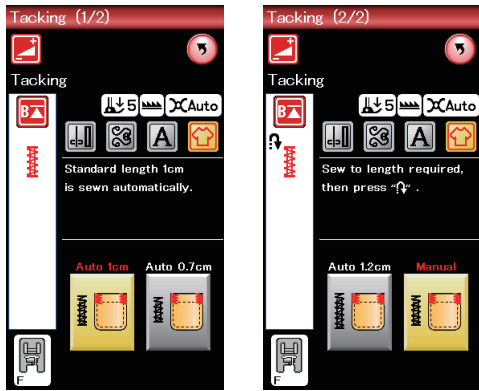 Tacking (1/2)
Tacking
5 Auto
B
A
Standard length 1cm
is sewn automatically.
Auto 1cm Auto 0.7cm
F
Tacking (2/2)
Tacking
5 Auto
B
A
Sew to length required,
then press “ ”.
Auto 1.2cm Manual
F